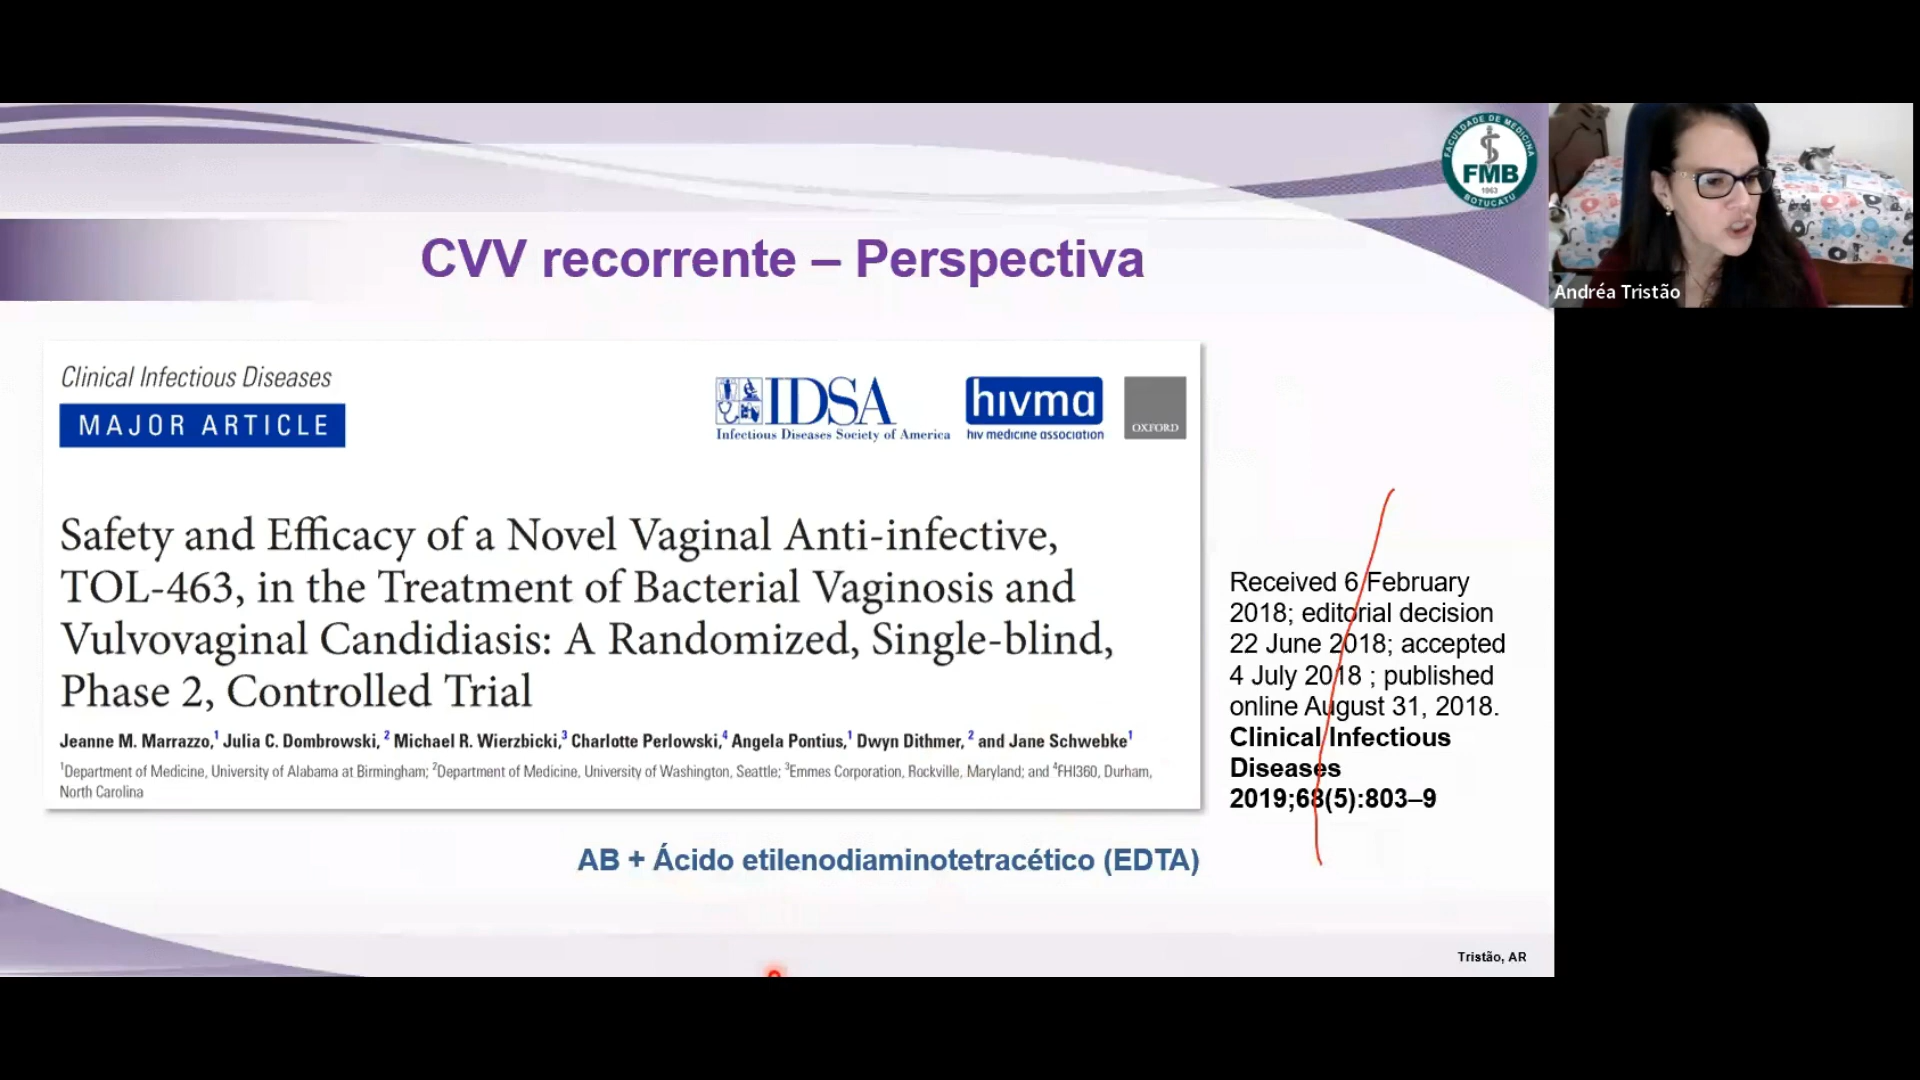 FACULDADE DE MEDICINA
FMB
1963
BOTUCATU
Andréa Tristão
CVV recorrente – Perspectiva
Clinical Infectious Diseases
MAJOR ARTICLE
IDSA
Infectious Diseases Society of America
hivma
hiv medicine association
OXFORD
Safety and Efficacy of a Novel Vaginal Anti-infective,
TOL-463, in the Treatment of Bacterial Vaginosis and
Vulvovaginal Candidiasis: A Randomized, Single-blind,
Phase 2, Controlled Trial
Jeanne M. Marrazzo,1 Julia C. Dombrowski, 2 Michael R. Wierzbicki,3 Charlotte Perlowski,4 Angela Pontius,1 Dwyn Dithmer, 2 and Jane Schwebke1
1Department of Medicine, University of Alabama at Birmingham; 2Department of Medicine, University of Washington, Seattle; 3Emmes Corporation, Rockville, Maryland; and 4FHI360, Durham,
North Carolina
Received 6 February
2018; editorial decision
22 June 2018; accepted
4 July 2018 ; published
online August 31, 2018.
Clinical Infectious
Diseases
2019;68(5):803–9
AB + Ácido etilenodiaminotetracético (EDTA)
Tristão, AR